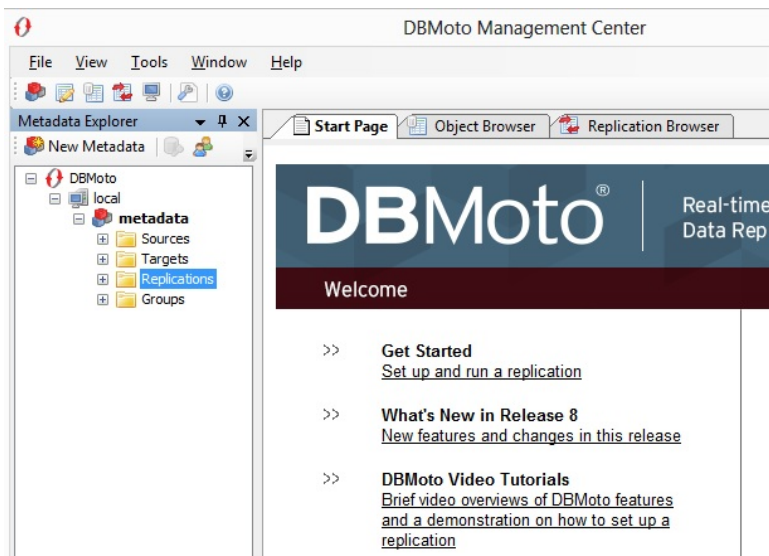 DBMoto Management Center
File View Tools Window Help
Metadata Explorer
Start Page Object Browser Replication Browser
New Metadata
DBMoto
local
metadata
Sources
Targets
Replications
Groups
DBMoto®
Real-time
Data Rep
Welcome
>> Get Started
Set up and run a replication
>> What's New in Release 8
New features and changes in this release
>> DBMoto Video Tutorials
Brief video overviews of DBMoto features
and a demonstration on how to set up a
replication